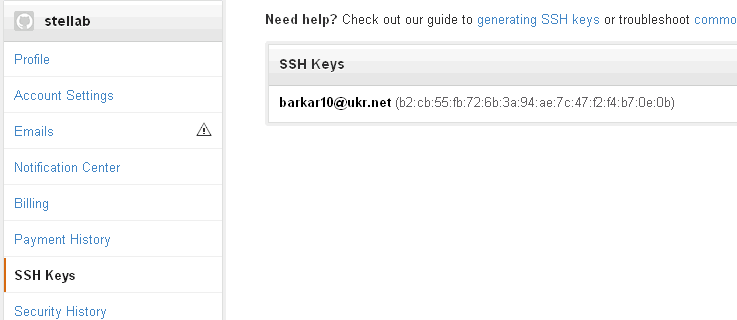 stellab
Profile
Account Settings
Emails
Notification Center
Billing
Payment History
SSH Keys
Security History
Need help? Check out our guide to generating SSH keys or troubleshoot commo
SSH Keys
barkar10@ukr.net (b2:cb:55:fb:72:6b:3a:94:ae:7c:47:f2:f4:b7:0e:0b)